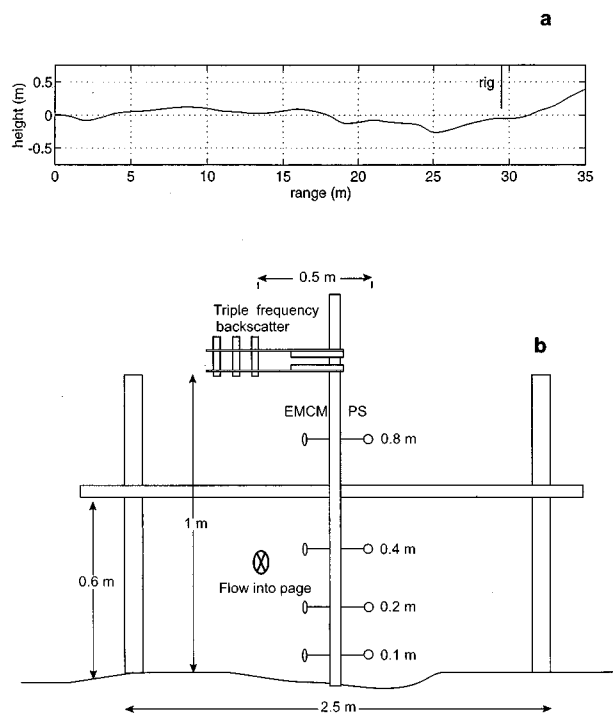 a
0.5
0
-0.5
height (m)
rig
0 5 10 15 20 25 30 35
range (m)
0.5 m
Triple frequency
backscatter
b
EMCM PS
0.8 m
1 m
0.4 m
0.6 m
Flow into page
0.2 m
0.1 m
2.5 m